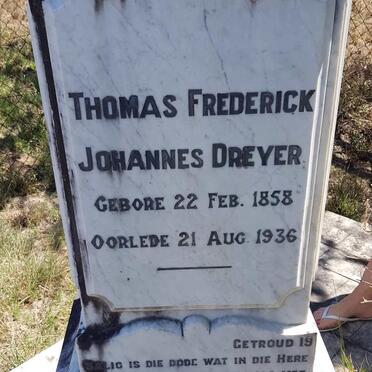 THOMAS FREDERICK
JOHANNES DREYER
GEBORE 22 FEB. 1858
OORLEDE 21 AUG. 1936
GETROUD 19
SALIG IS DIE DODE WAT IN DIE HERE